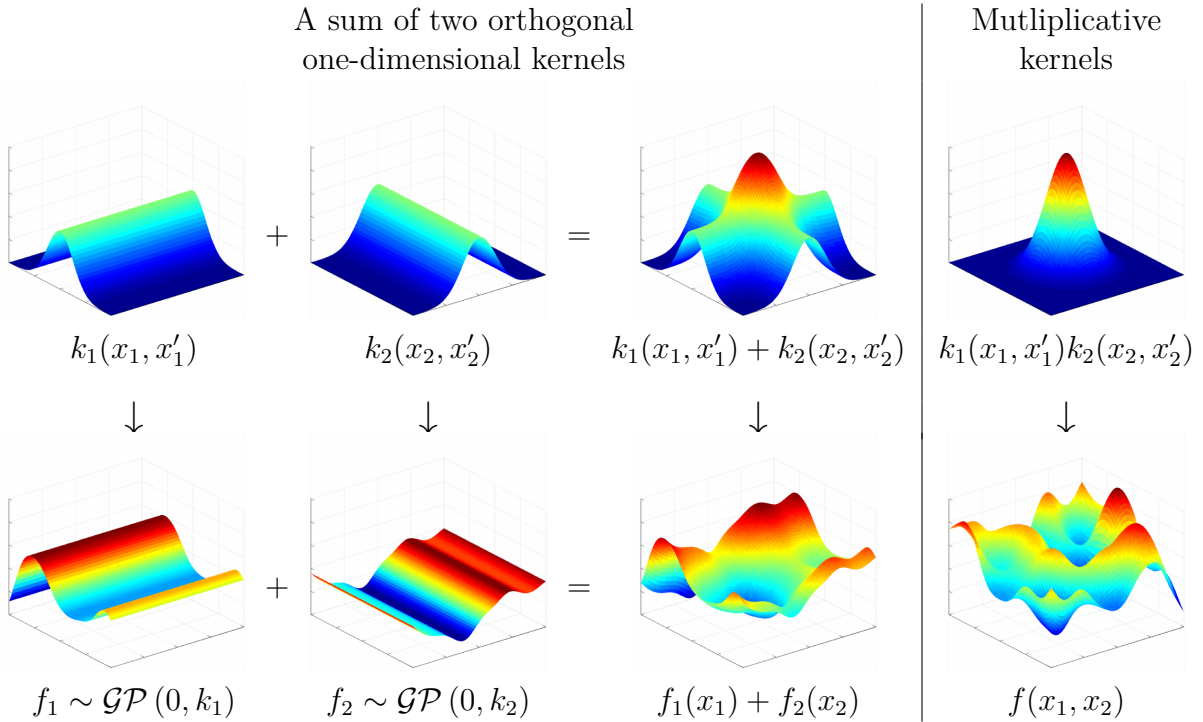 A sum of two orthogonal
one-dimensional kernels
Mutliplicative
kernels
+
=
k₁(x₁, x′₁)
k₂(x₂, x′₂)
k₁(x₁, x′₁) + k₂(x₂, x′₂)
k₁(x₁, x′₁)k₂(x₂, x′₂)
↓
↓
↓
↓
+
=
f₁ ∼ 𝒢𝒫 (0, k₁)
f₂ ∼ 𝒢𝒫 (0, k₂)
f₁(x₁) + f₂(x₂)
f(x₁, x₂)